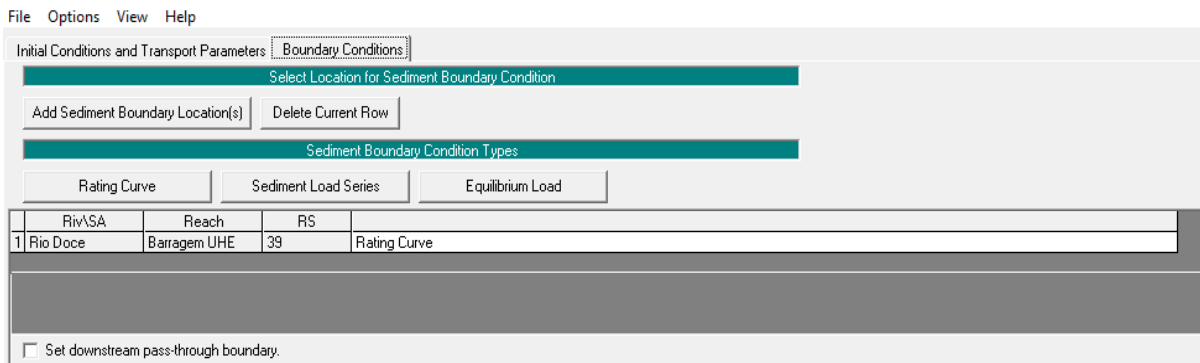 File Options View Help
Initial Conditions and Transport Parameters Boundary Conditions
Select Location for Sediment Boundary Condition
Add Sediment Boundary Location(s) Delete Current Row
Sediment Boundary Condition Types
Rating Curve Sediment Load Series Equilibrium Load
Riv\SA Reach RS
1 Rio Doce Barragem UHE 39 Rating Curve
Set downstream pass-through boundary.